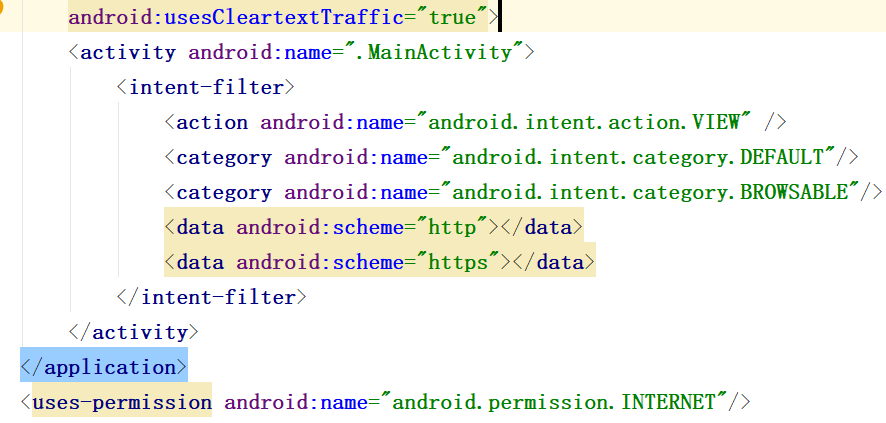 android:usesCleartextTraffic="true">
<activity android:name=".MainActivity">
<intent-filter>
<action android:name="android.intent.action.VIEW" />
<category android:name="android.intent.category.DEFAULT"/>
<category android:name="android.intent.category.BROWSABLE"/>
<data android:scheme="http"></data>
<data android:scheme="https"></data>
</intent-filter>
</activity>
</application>
<uses-permission android:name="android.permission.INTERNET"/>